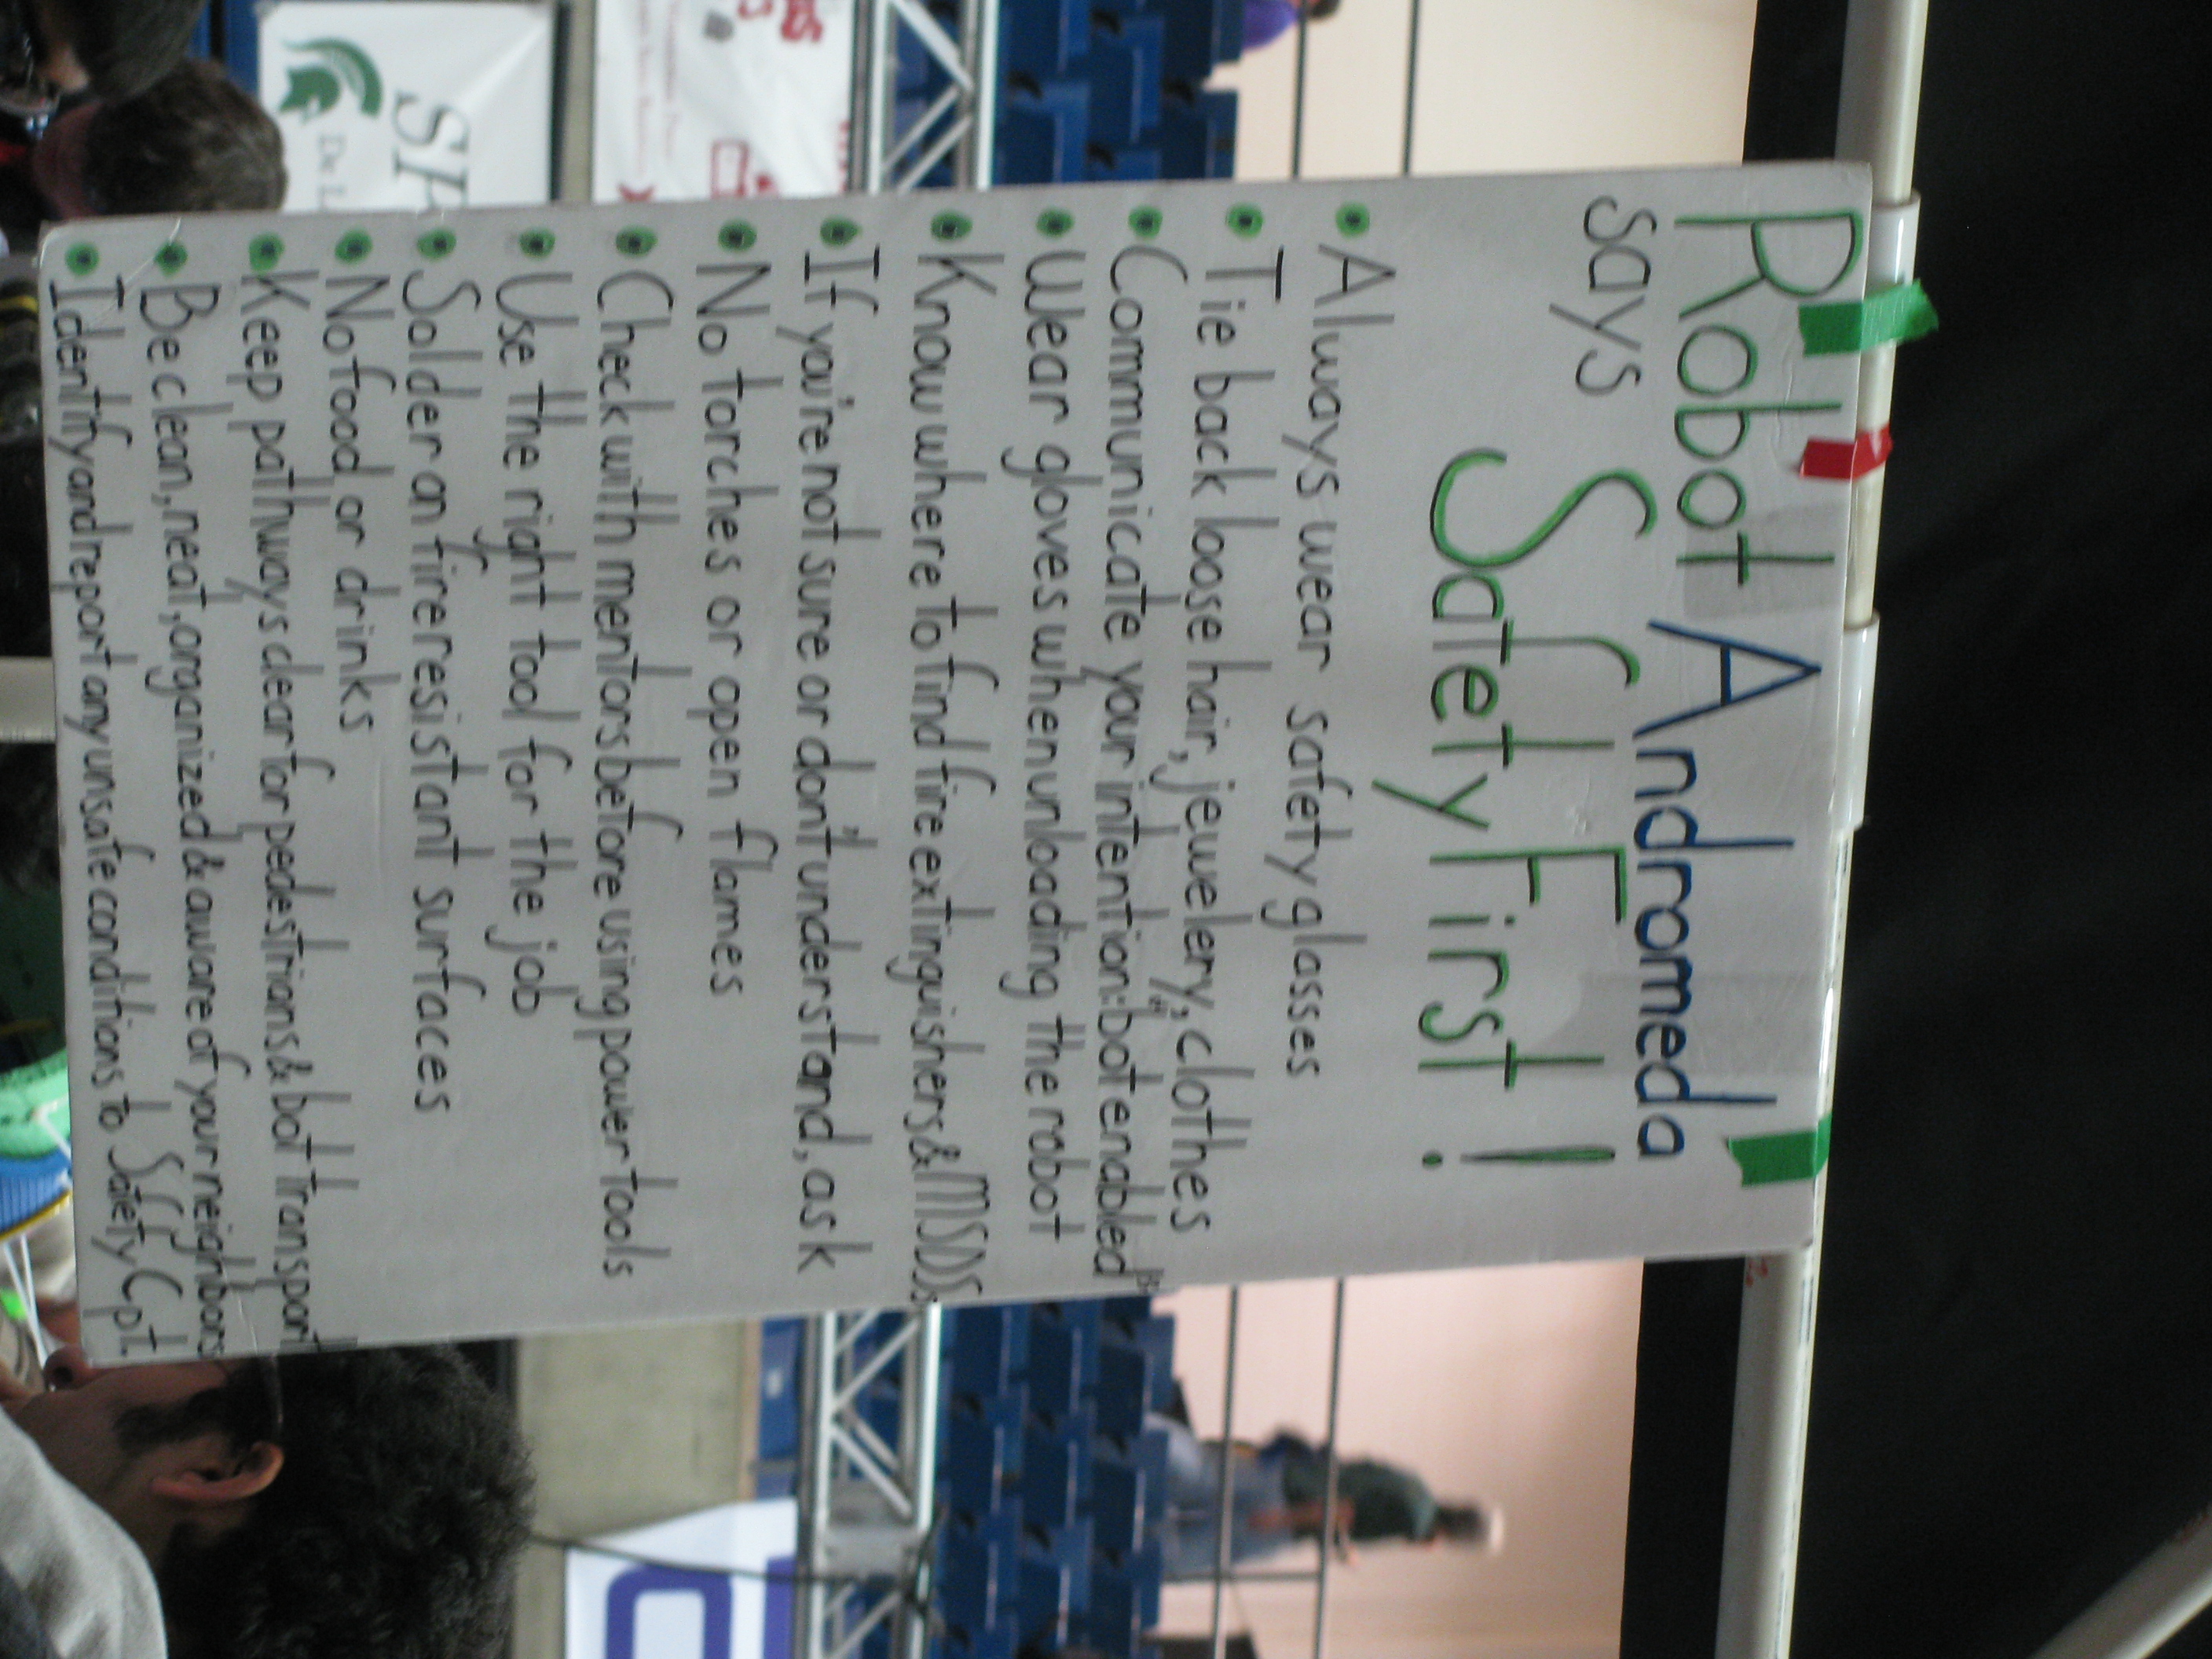 Robot Andromeda
says Safety First!
• Always wear safety glasses
• Tie back loose hair, jewelery, clothes
• Communicate your intention: "bot enabled"
• Wear gloves when unloading the robot
• Know where to find fire extinguishers & MSDSs
• If you're not sure or don't understand, ask
• No torches or open flames
• Check with mentors before using power tools
• Use the right tool for the job
• Solder on fire resistant surfaces
• No food or drinks
• Keep pathways clear for pedestrians & bot transport
• Be clean, neat, organized & aware of your neighbors
• Identify and report any unsafe conditions to Safety Cpt.
SP
De L